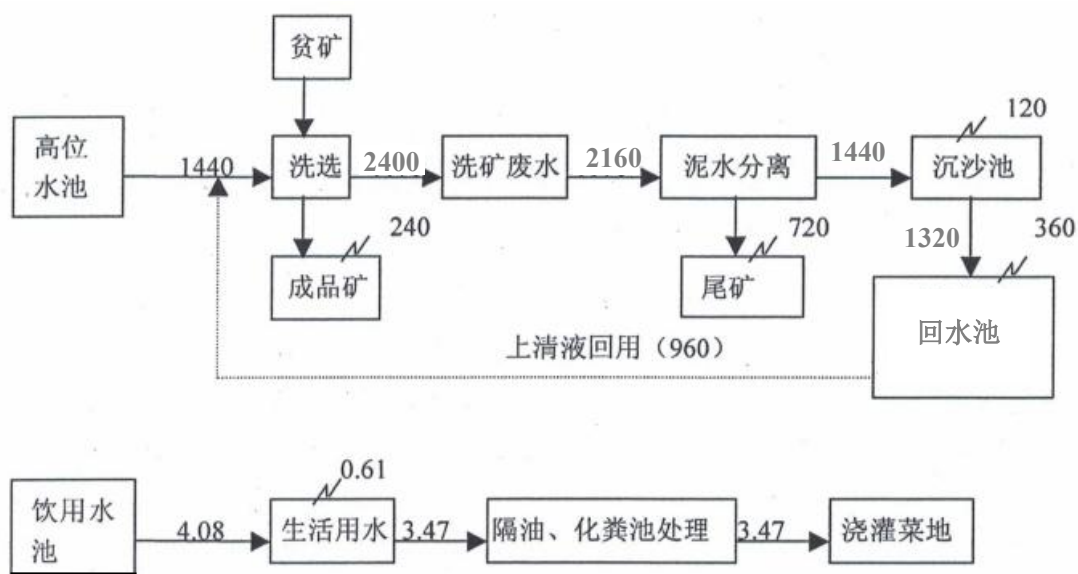 贫矿
高位
水池
1440
洗选
2400
洗矿废水
2160
泥水分离
1440
120
沉沙池
240
成品矿
720
尾矿
1320
360
回水池
上清液回用（960）
饮用水
池
4.08
0.61
生活用水
3.47
隔油、化粪池处理
3.47
浇灌菜地